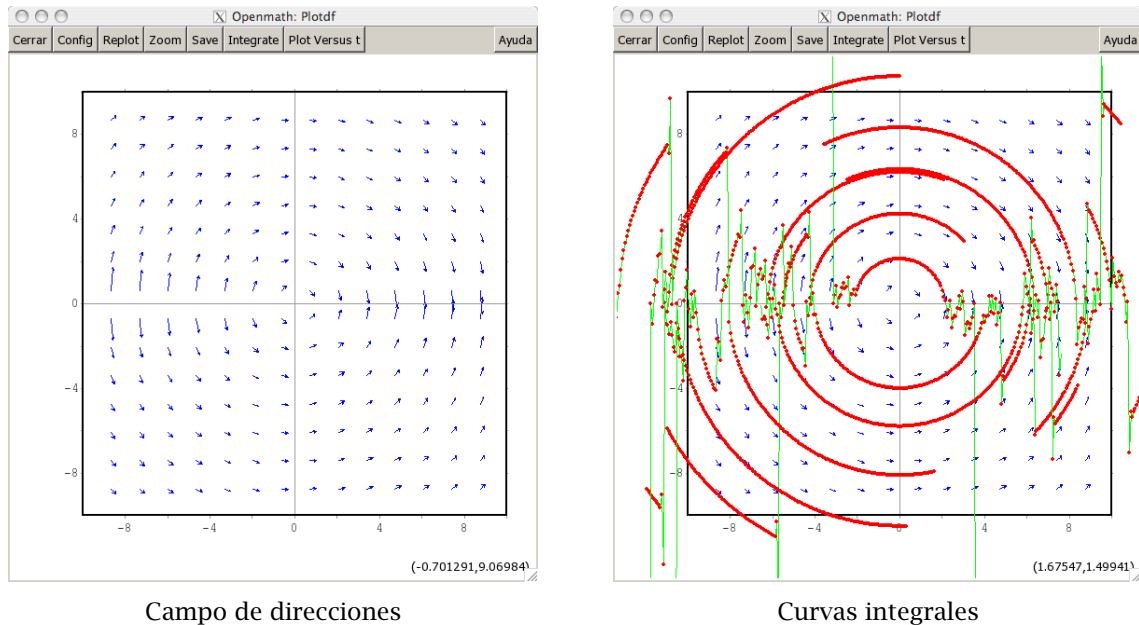 Openmath: Plotdf
Cerrar Config Replot Zoom Save Integrate Plot Versus t Ayuda
8
4
0
-4
-8
-8 -4 0 4 8
(-0.701291,9.06984)
Campo de direcciones
Openmath: Plotdf
Cerrar Config Replot Zoom Save Integrate Plot Versus t Ayuda
8
4
0
-4
-8
-8 -4 0 4 8
(1.67547,1.49941)
Curvas integrales